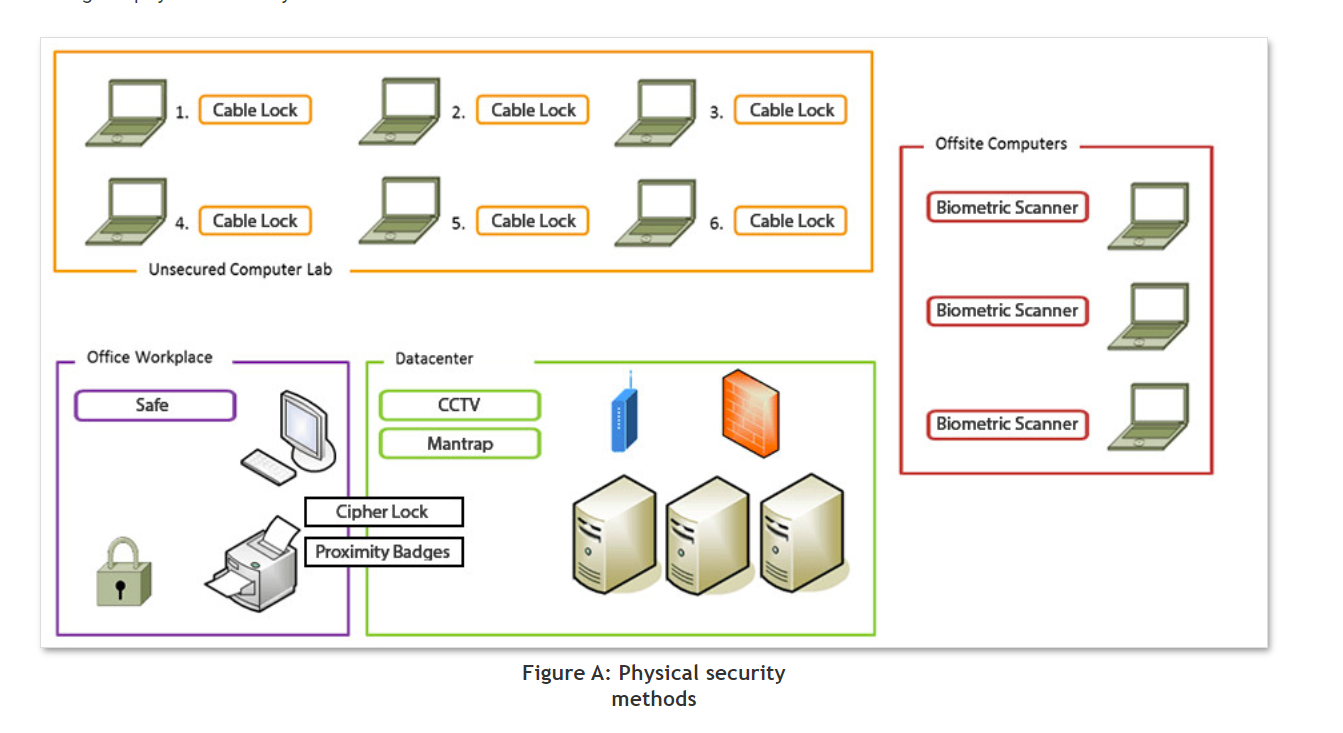 1. Cable Lock
2. Cable Lock
3. Cable Lock
4. Cable Lock
5. Cable Lock
6. Cable Lock
Unsecured Computer Lab
Offsite Computers
Biometric Scanner
Biometric Scanner
Biometric Scanner
Office Workplace
Safe
Datacenter
CCTV
Mantrap
Cipher Lock
Proximity Badges
Figure A: Physical security
methods